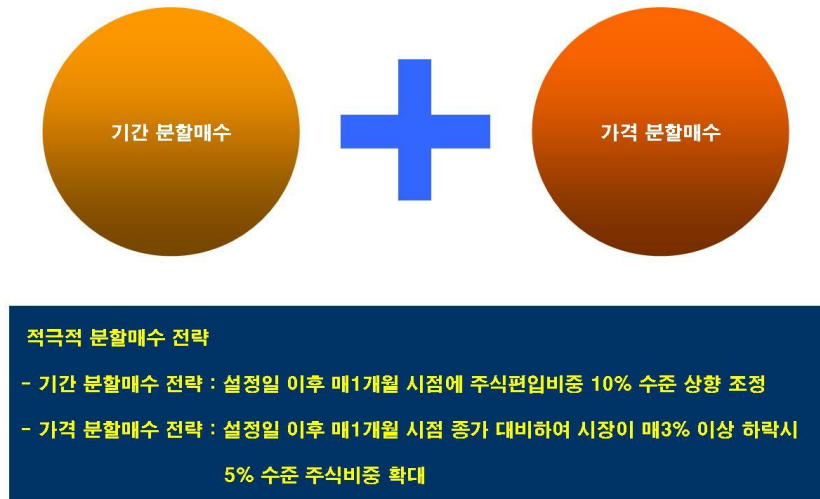 기간 분할매수
가격 분할매수
적극적 분할매수 전략
- 기간 분할매수 전략 : 설정일 이후 매1개월 시점에 주식편입비중 10% 수준 상향 조정
- 가격 분할매수 전략 : 설정일 이후 매1개월 시점 종가 대비하여 시장이 매3% 이상 하락시
5% 수준 주식비중 확대